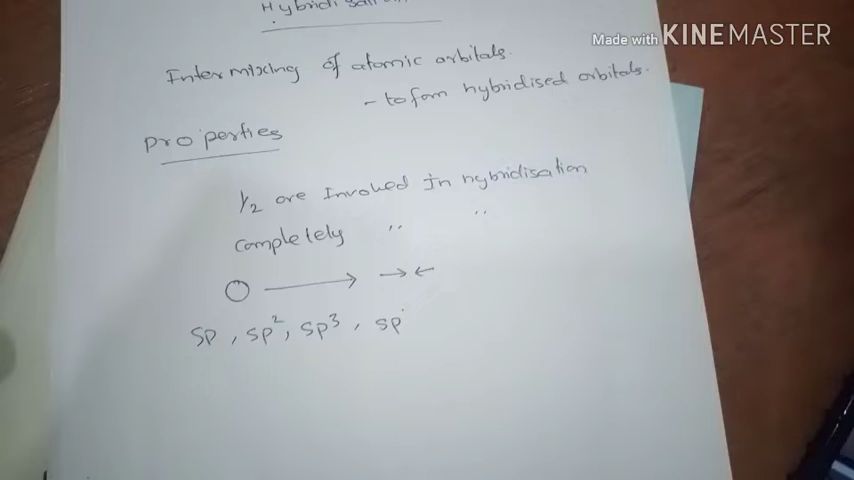 Hybridisation
Made with KINEMASTER
Intermixing of atomic orbitals.
- to form hybridised orbitals.
Properties
1/2 are Involved in hybridisation
completely ,, ,,
○ ⟶ → ←
sp, sp², sp³, sp